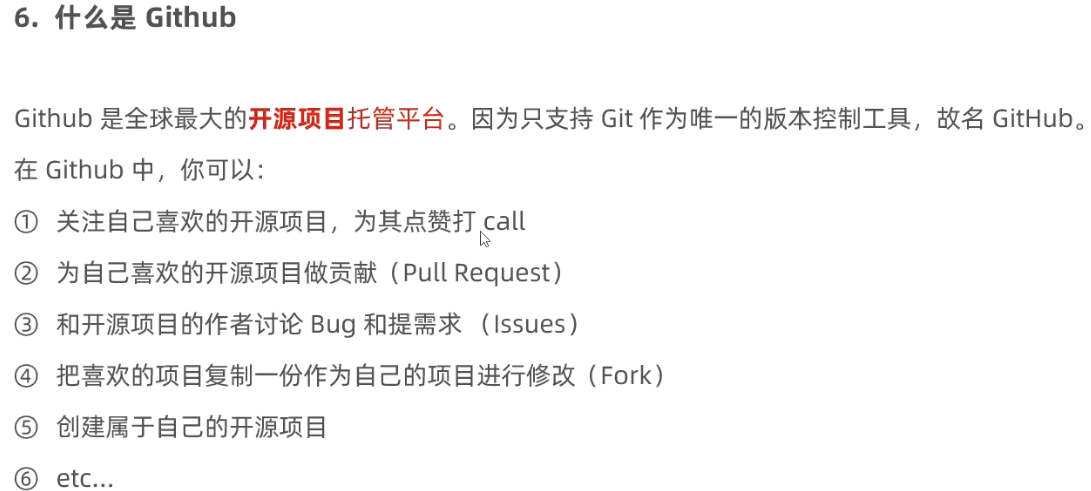 6. 什么是 Github
Github 是全球最大的开源项目托管平台。因为只支持 Git 作为唯一的版本控制工具，故名 GitHub。
在 Github 中，你可以：
① 关注自己喜欢的开源项目，为其点赞打 call
② 为自己喜欢的开源项目做贡献（Pull Request）
③ 和开源项目的作者讨论 Bug 和提需求 （Issues）
④ 把喜欢的项目复制一份作为自己的项目进行修改（Fork）
⑤ 创建属于自己的开源项目
⑥ etc...